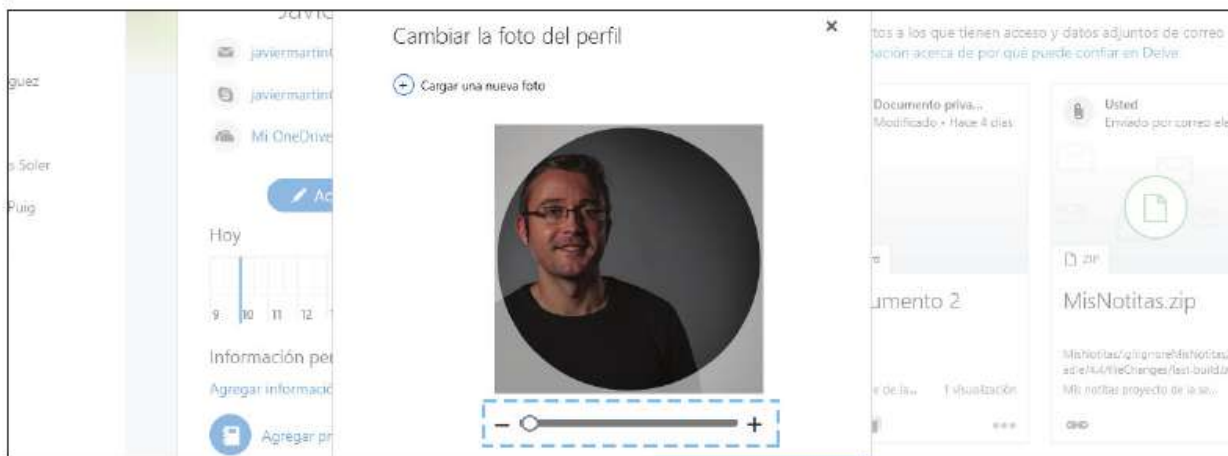 Cambiar la foto del perfil
Cargar una nueva foto
guez
s Soler
Puig
javiermartin
javiermartin
Mi OneDrive
Ac
Hoy
9 10 11 12
Información per
Agregar informació
Agregar pr
tos a los que tienen acceso y datos adjuntos de correo
ación acerca de por qué puede confiar en Delve.
Documento priva...
Modificado • Hace 4 días
umento 2
e de la... 1 visualización
Usted
Enviado por correo ele
ZIP
MisNotitas.zip
Mis notitas proyecto de la se...